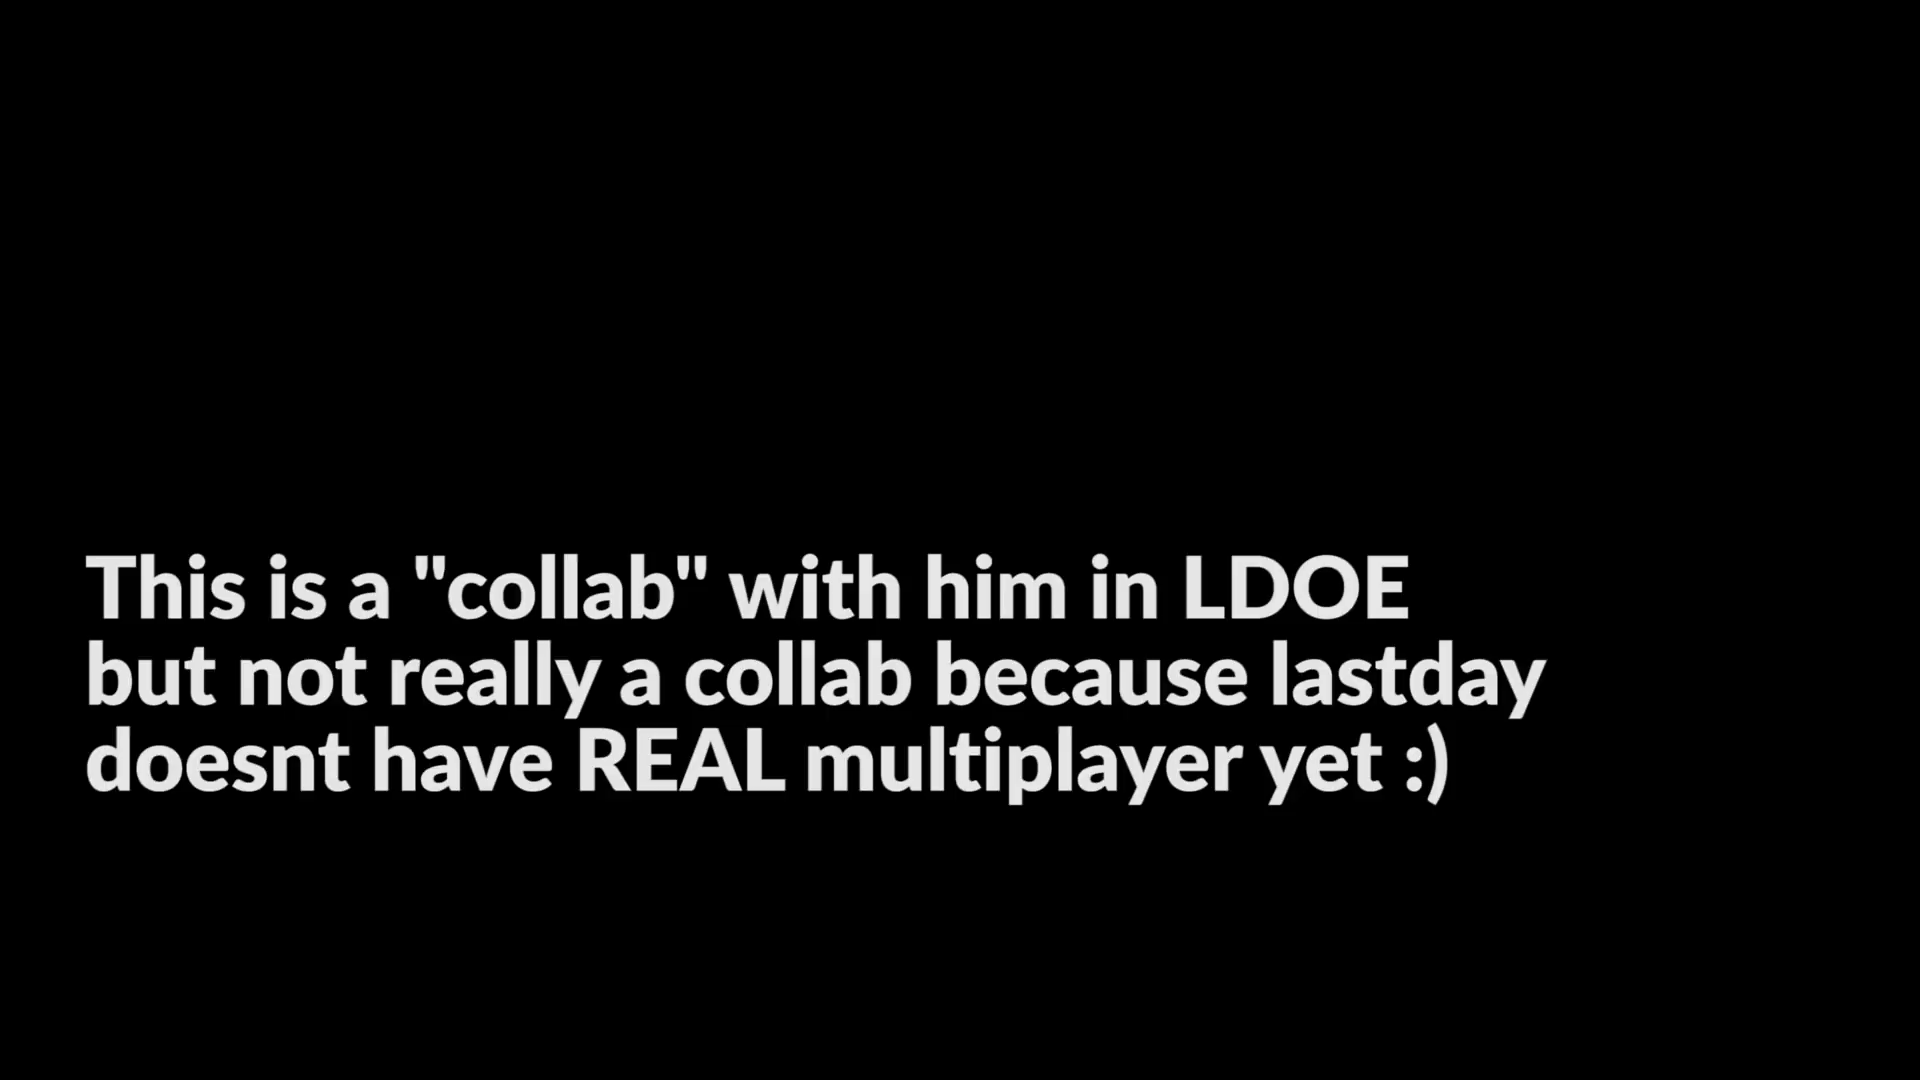 This is a "collab" with him in LDOE
but not really a collab because lastday
doesnt have REAL multiplayer yet :)